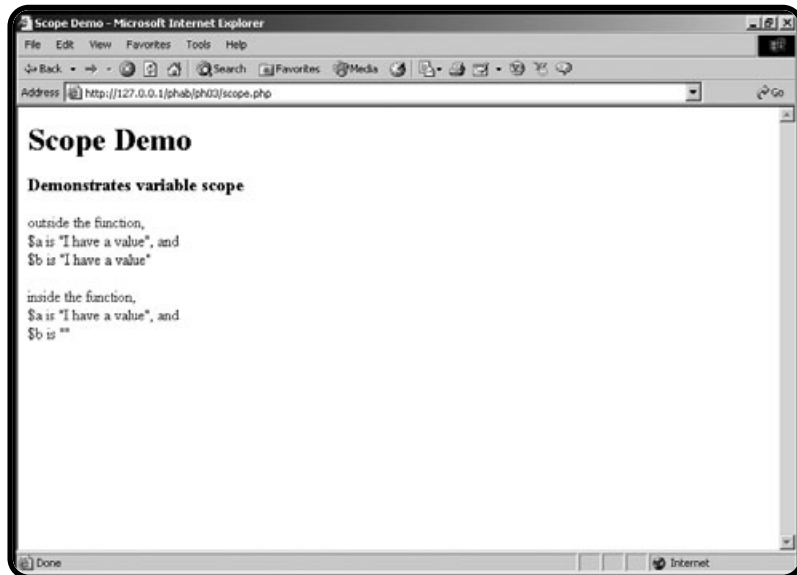 Scope Demo - Microsoft Internet Explorer
File Edit View Favorites Tools Help
Back Search Favorites Media
Address http://127.0.0.1/phab/ph03/scope.php Go
Scope Demo
Demonstrates variable scope
outside the function,
$a is "I have a value", and
$b is "I have a value"
inside the function,
$a is "I have a value", and
$b is ""
Done Internet